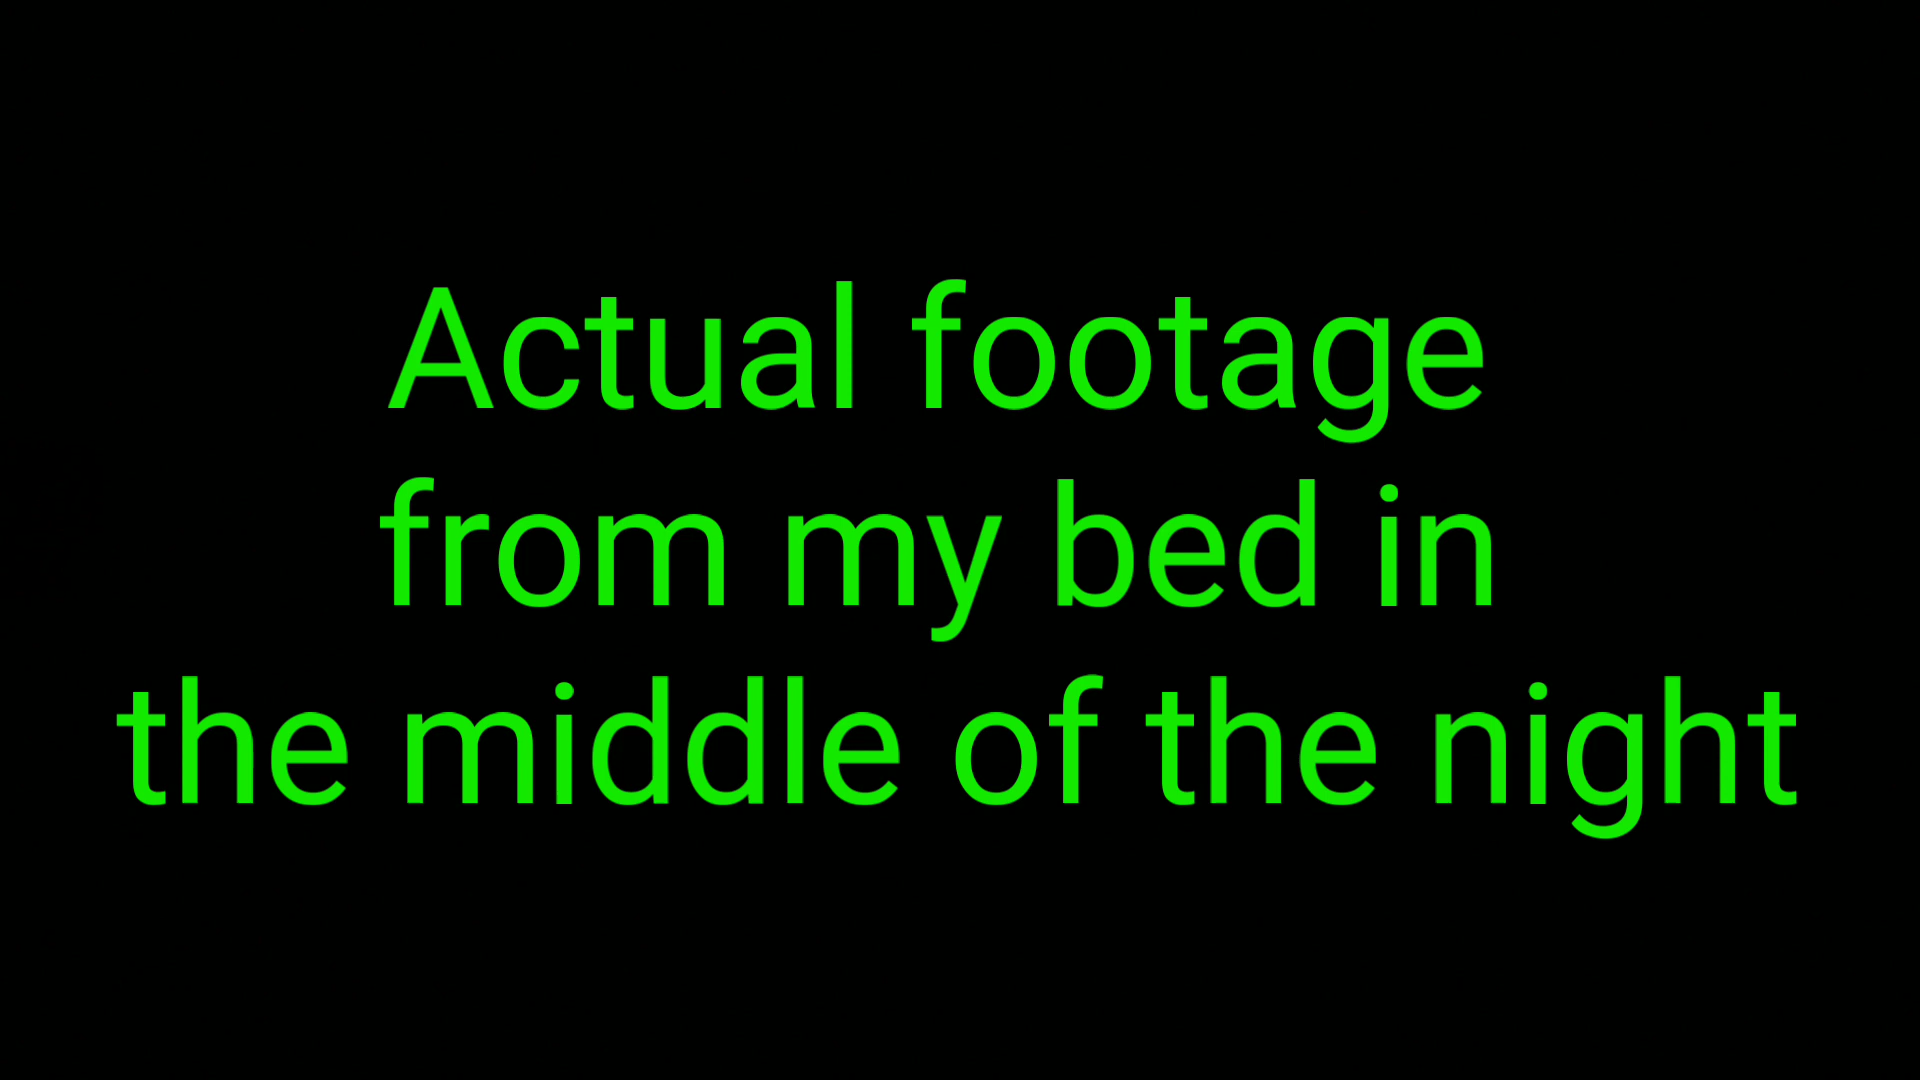 Actual footage
from my bed in
the middle of the night